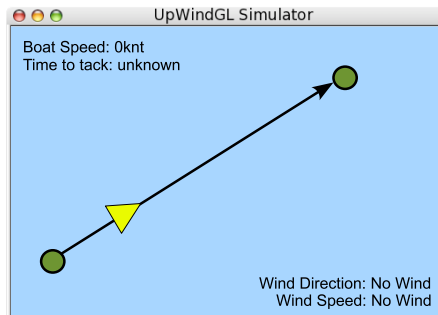 UpWindGL Simulator
Boat Speed: 0knt
Time to tack: unknown
Wind Direction: No Wind
Wind Speed: No Wind